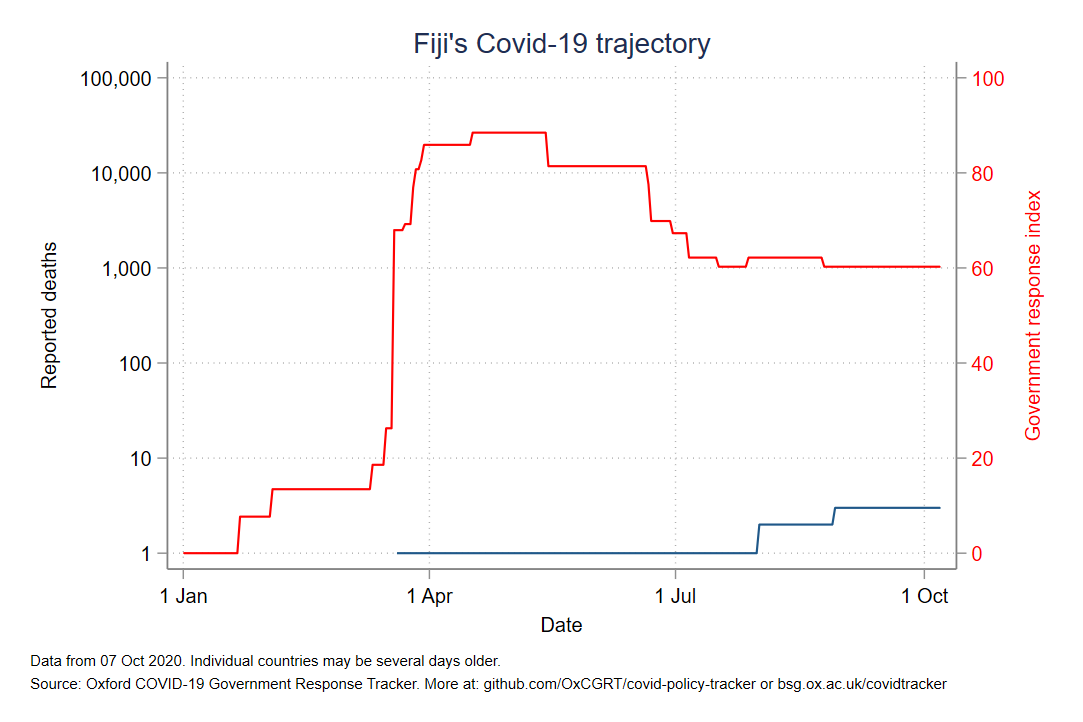 Fiji's Covid-19 trajectory
100,000
10,000
1,000
100
10
1
Reported deaths
100
80
60
40
20
0
Government response index
1 Jan
1 Apr
1 Jul
1 Oct
Date
Data from 07 Oct 2020. Individual countries may be several days older.
Source: Oxford COVID-19 Government Response Tracker. More at: github.com/OxCGRT/covid-policy-tracker or bsg.ox.ac.uk/covidtracker